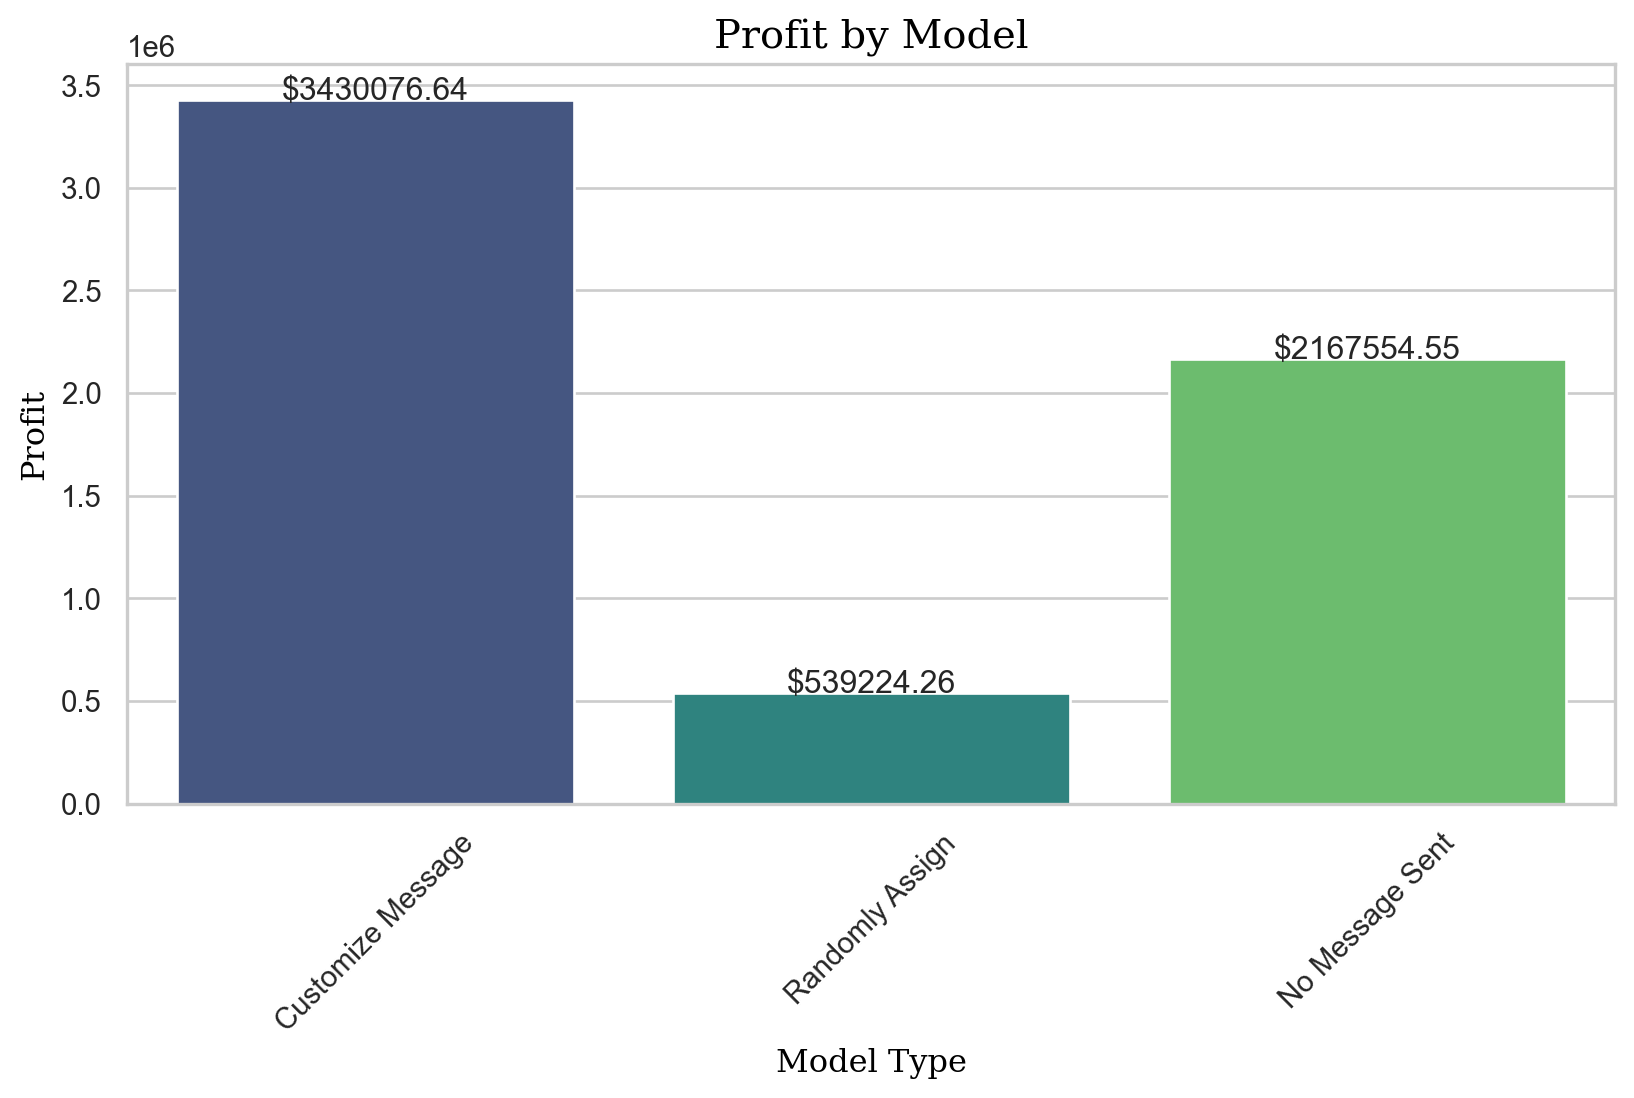 Profit by Model
1e6
3.5
3.0
2.5
2.0
1.5
1.0
0.5
0.0
Profit
$3430076.64
$539224.26
$2167554.55
Customize Message
Randomly Assign
No Message Sent
Model Type